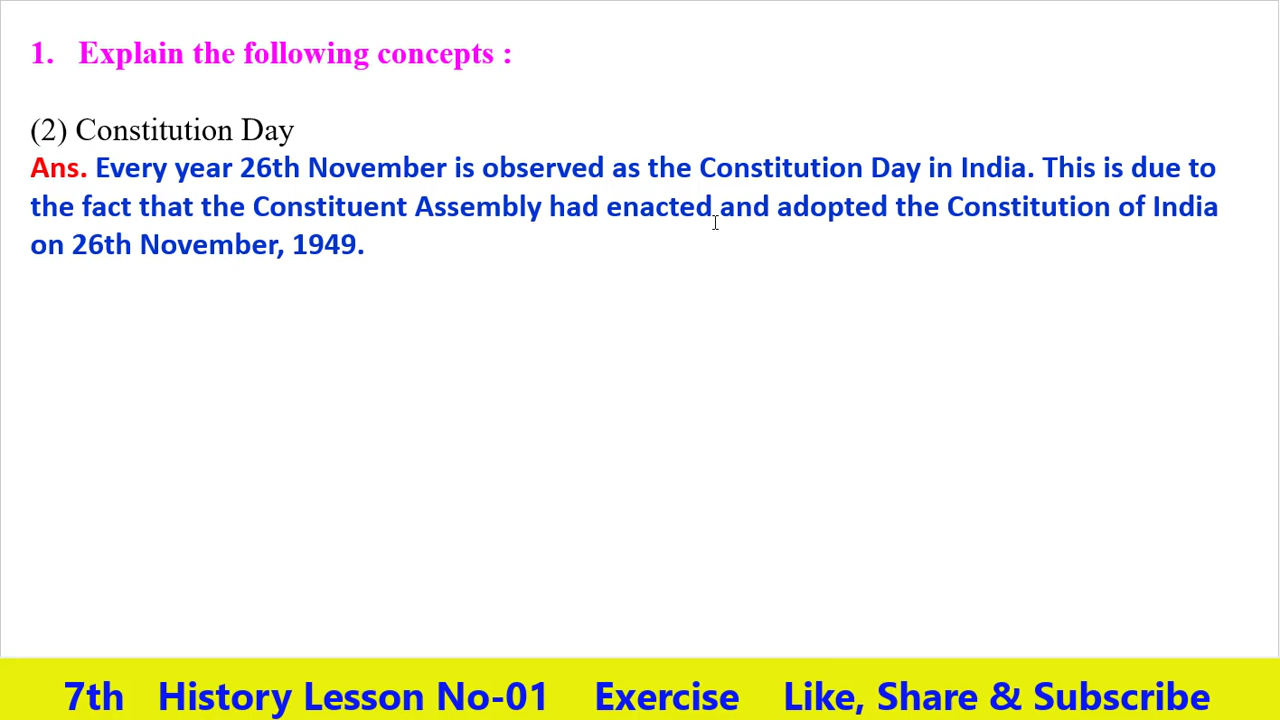 1. Explain the following concepts :
(2) Constitution Day
Ans. Every year 26th November is observed as the Constitution Day in India. This is due to
the fact that the Constituent Assembly had enacted and adopted the Constitution of India
on 26th November, 1949.
7th History Lesson No-01 Exercise Like, Share & Subscribe